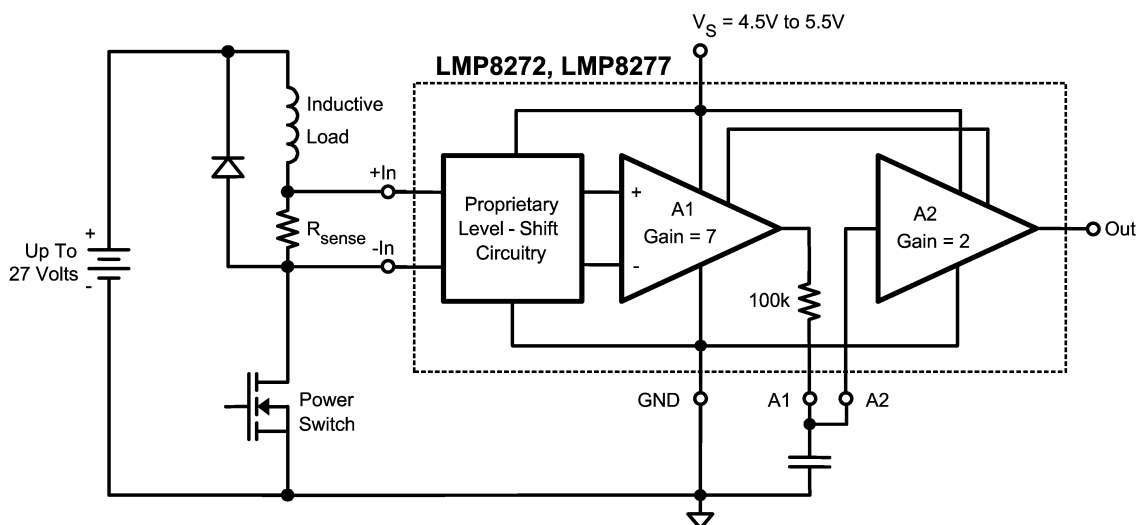 V_S = 4.5V to 5.5V
LMP8272, LMP8277
Inductive
Load
+In
R_sense
-In
Proprietary
Level - Shift
Circuitry
+
-
A1
Gain = 7
A2
Gain = 2
Out
+
Up To
27 Volts
-
100k
Power
Switch
GND
A1
A2